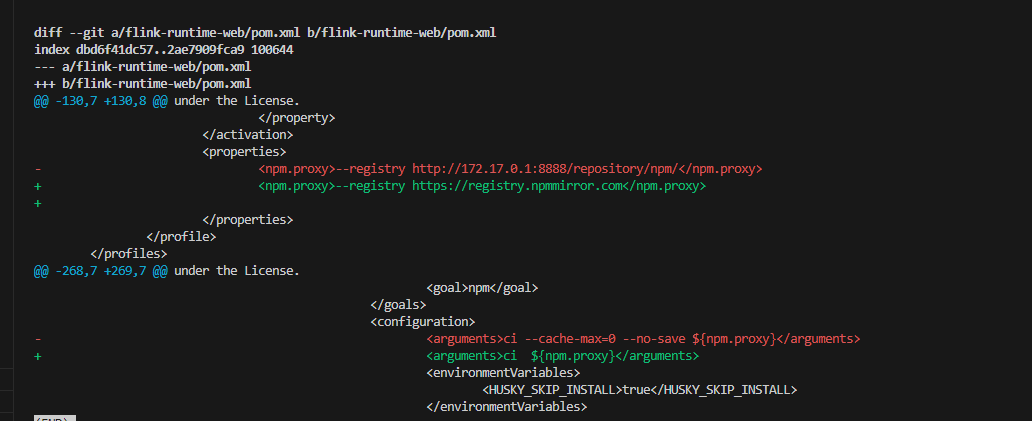 diff --git a/flink-runtime-web/pom.xml b/flink-runtime-web/pom.xml
index dbd6f41dc57..2ae7909fca9 100644
--- a/flink-runtime-web/pom.xml
+++ b/flink-runtime-web/pom.xml
@@ -130,7 +130,8 @@ under the License.
                              </property>
                      </activation>
                      <properties>
-                             <npm.proxy>--registry http://172.17.0.1:8888/repository/npm/</npm.proxy>
+                             <npm.proxy>--registry https://registry.npmmirror.com</npm.proxy>
+
                      </properties>
              </profile>
      </profiles>
@@ -268,7 +269,7 @@ under the License.
                                                      <goal>npm</goal>
                                              </goals>
                                              <configuration>
-                                                     <arguments>ci --cache-max=0 --no-save ${npm.proxy}</arguments>
+                                                     <arguments>ci  ${npm.proxy}</arguments>
                                                      <environmentVariables>
                                                              <HUSKY_SKIP_INSTALL>true</HUSKY_SKIP_INSTALL>
                                                      </environmentVariables>
(END)